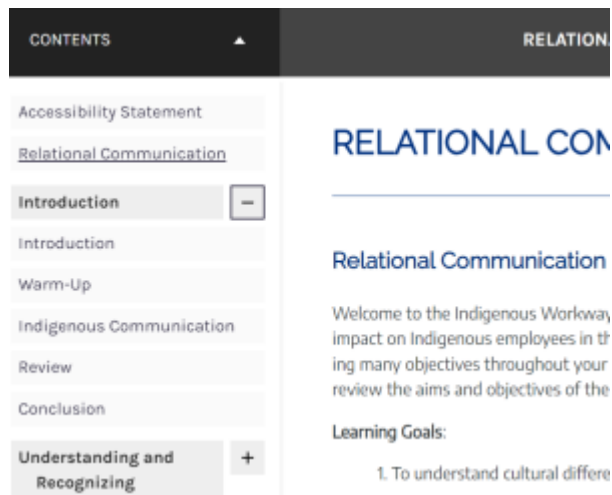 CONTENTS
Accessibility Statement
Relational Communication
Introduction
Introduction
Warm-Up
Indigenous Communication
Review
Conclusion
Understanding and
Recognizing
RELATIONAL
RELATIONAL COM
Relational Communication
Welcome to the Indigenous Workway
impact on Indigenous employees in th
ing many objectives throughout your
review the aims and objectives of the
Learning Goals:
1. To understand cultural differe